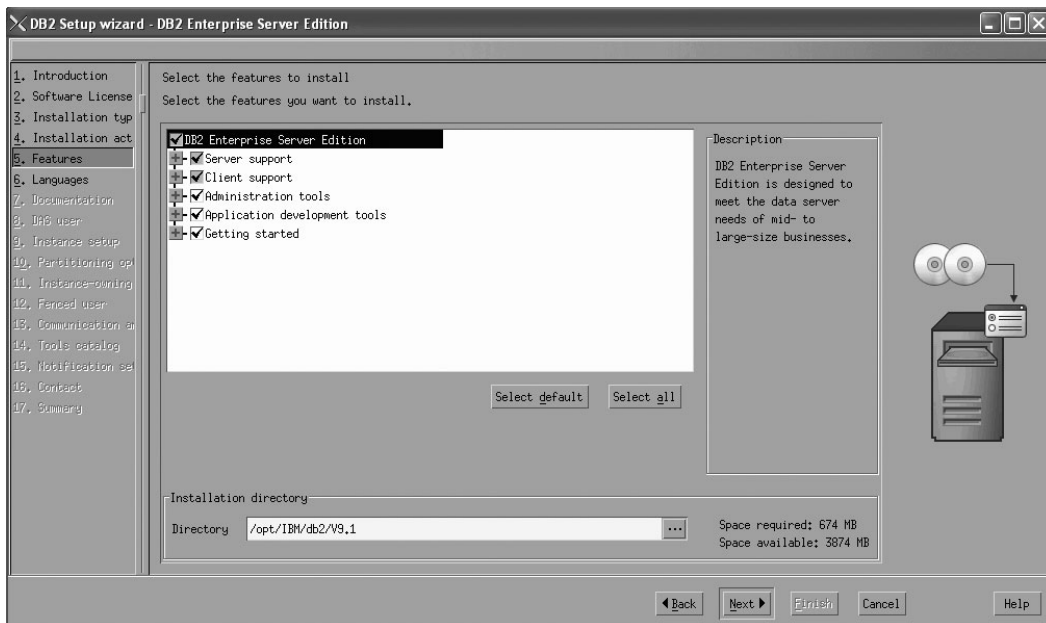 DB2 Setup wizard - DB2 Enterprise Server Edition
1. Introduction
2. Software License
3. Installation typ
4. Installation act
5. Features
6. Languages
7. Documentation
8. DAS user
9. Instance setup
10. Partitioning op
11. Instance-owning
12. Fenced user
13. Communication an
14. Tools catalog
15. Notification se
16. Contact
17. Summary
Select the features to install
Select the features you want to install.
DB2 Enterprise Server Edition
Server support
Client support
Administration tools
Application development tools
Getting started
Select default
Select all
Description
DB2 Enterprise Server
Edition is designed to
meet the data server
needs of mid- to
large-size businesses.
Installation directory
Directory /opt/IBM/db2/V9.1 ...
Space required: 674 MB
Space available: 3874 MB
Back Next Finish Cancel Help